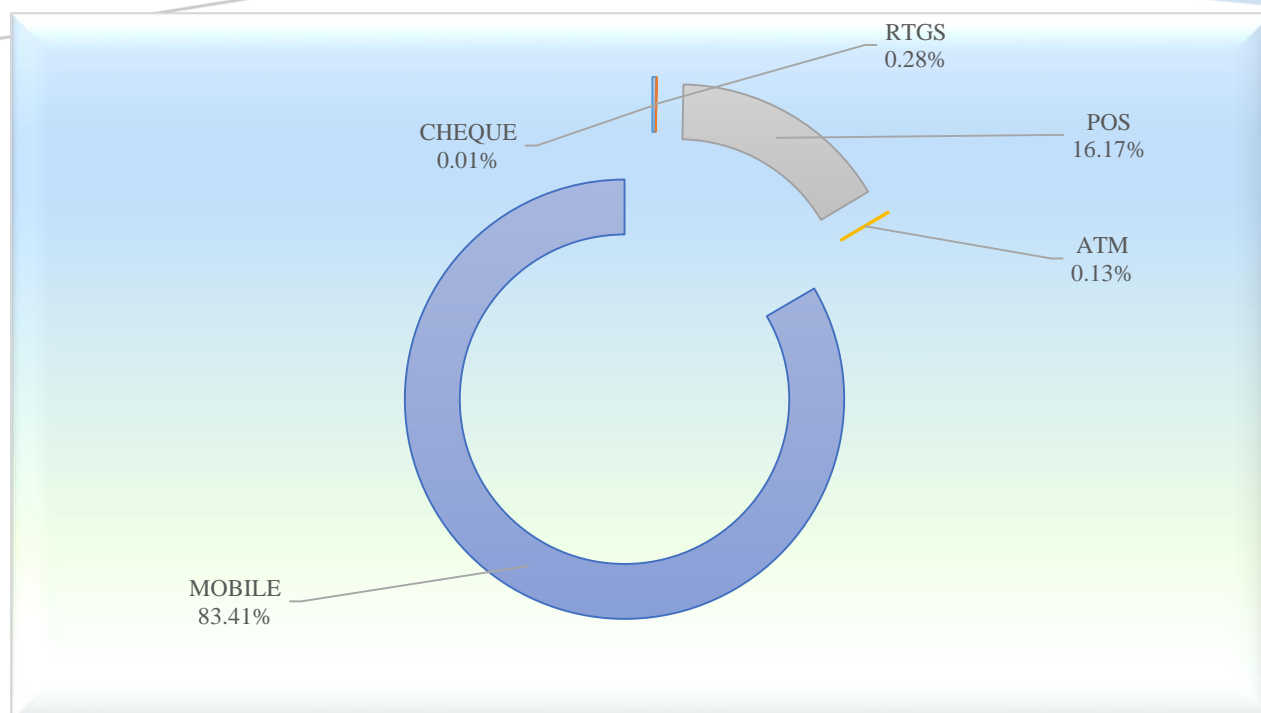 RTGS
0.28%
CHEQUE
0.01%
POS
16.17%
ATM
0.13%
MOBILE
83.41%